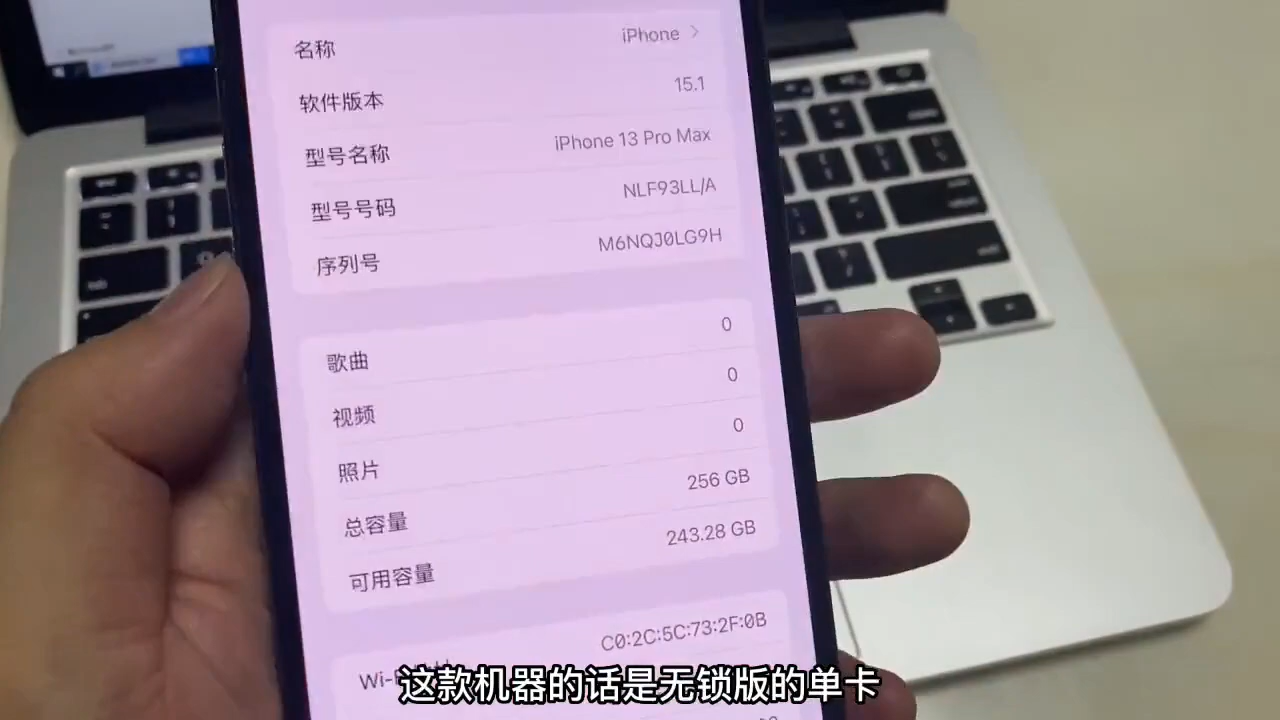 名称 iPhone
软件版本 15.1
型号名称 iPhone 13 Pro Max
型号号码 NLF93LL/A
序列号 M6NQJ0LG9H
歌曲 0
视频 0
照片 0
总容量 256 GB
可用容量 243.28 GB
Wi- C0:2C:5C:73:2F:0B
这款机器的话是无锁版的单卡